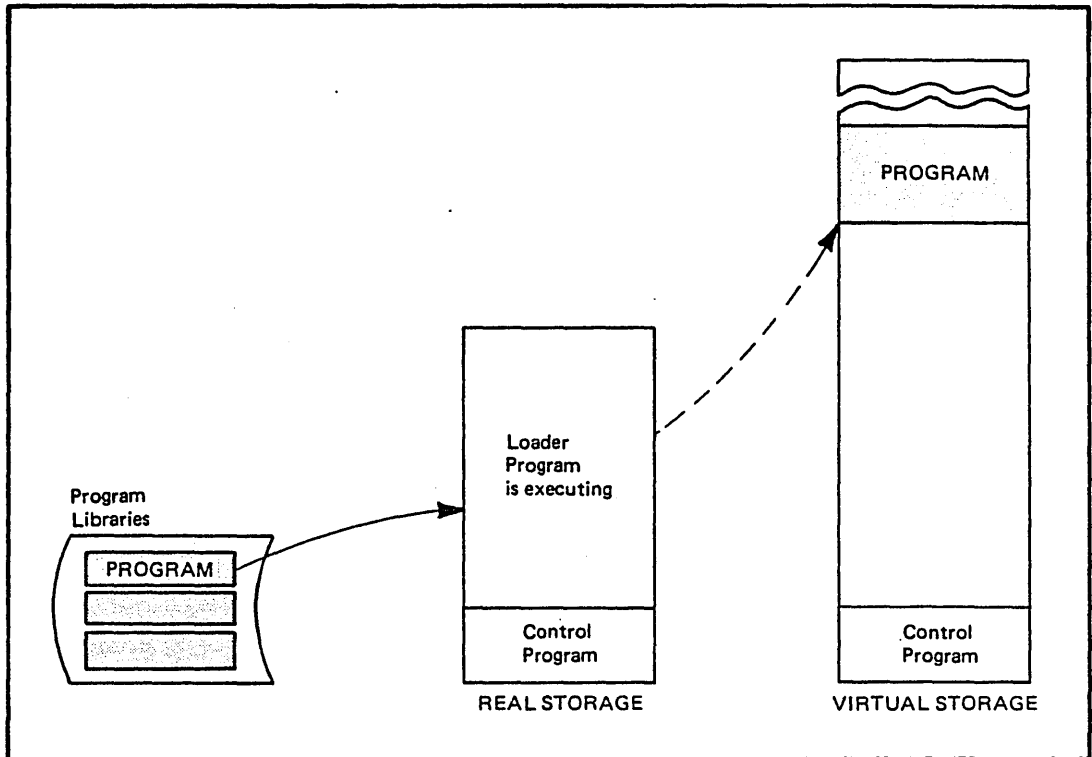 PROGRAM
Loader
Program
is executing
Program
Libraries
PROGRAM
Control
Program
Control
Program
REAL STORAGE
VIRTUAL STORAGE